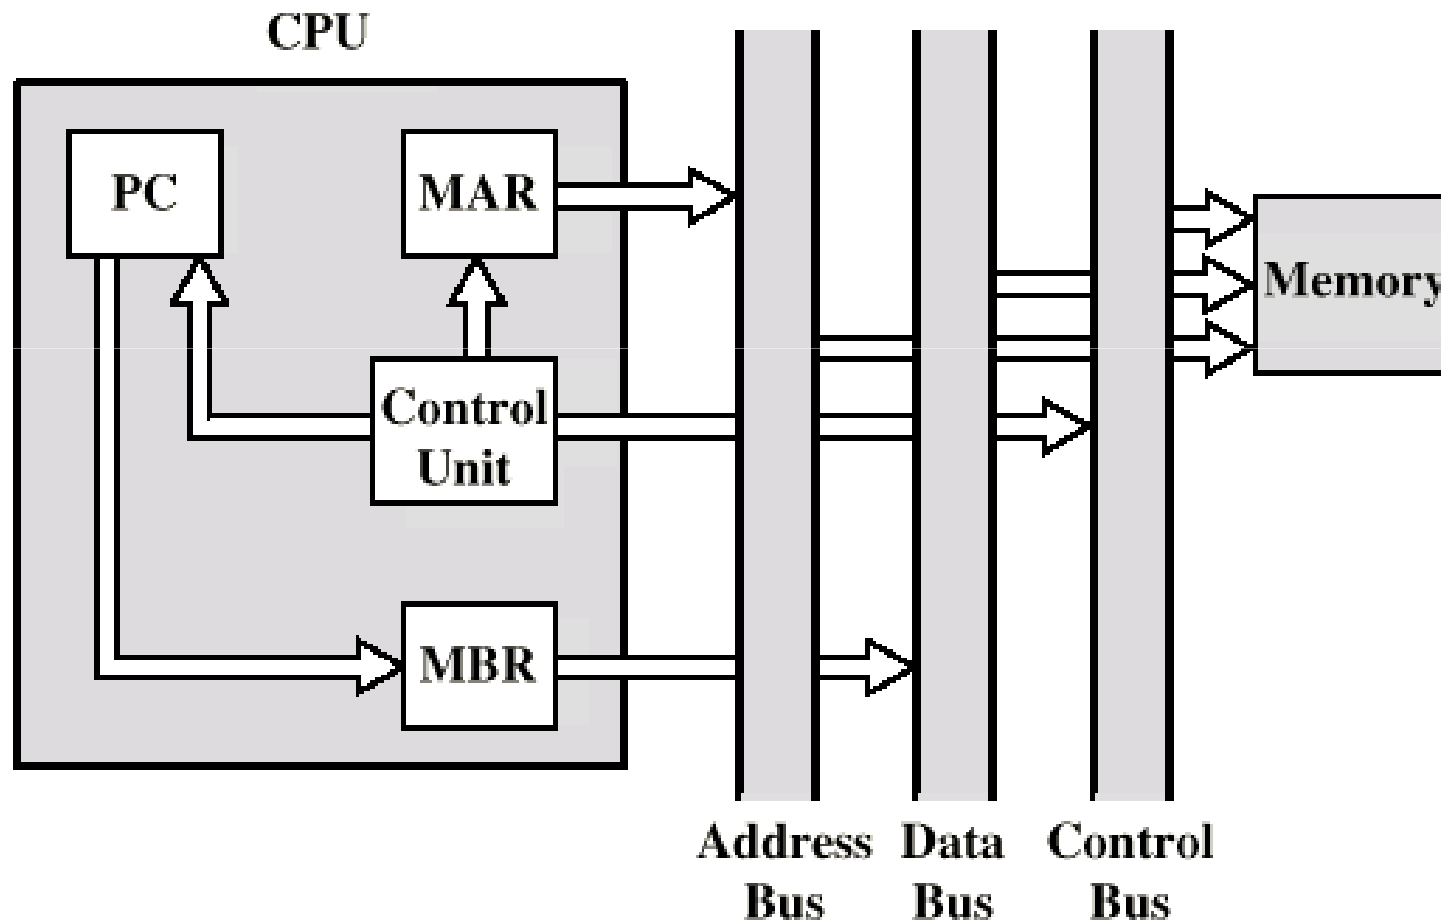 CPU
PC
MAR
Memory
Control
Unit
MBR
Address
Bus
Data
Bus
Control
Bus